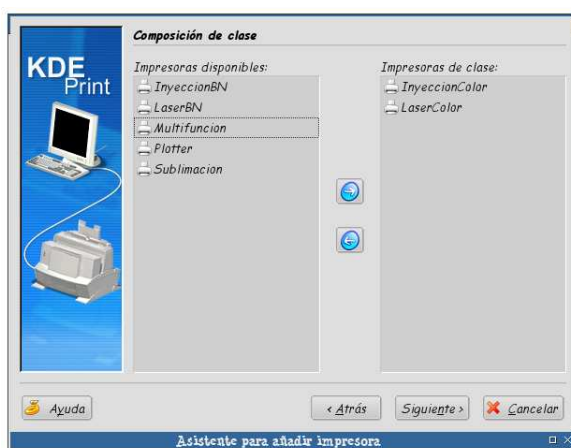 Composición de clase
KDE
Print
Impresoras disponibles:
InyeccionBN
LaserBN
Multifuncion
Plotter
Sublimacion
Impresoras de clase:
InyeccionColor
LaserColor
Ayuda
< Atrás
Siguiente >
Cancelar
Asistente para añadir impresora